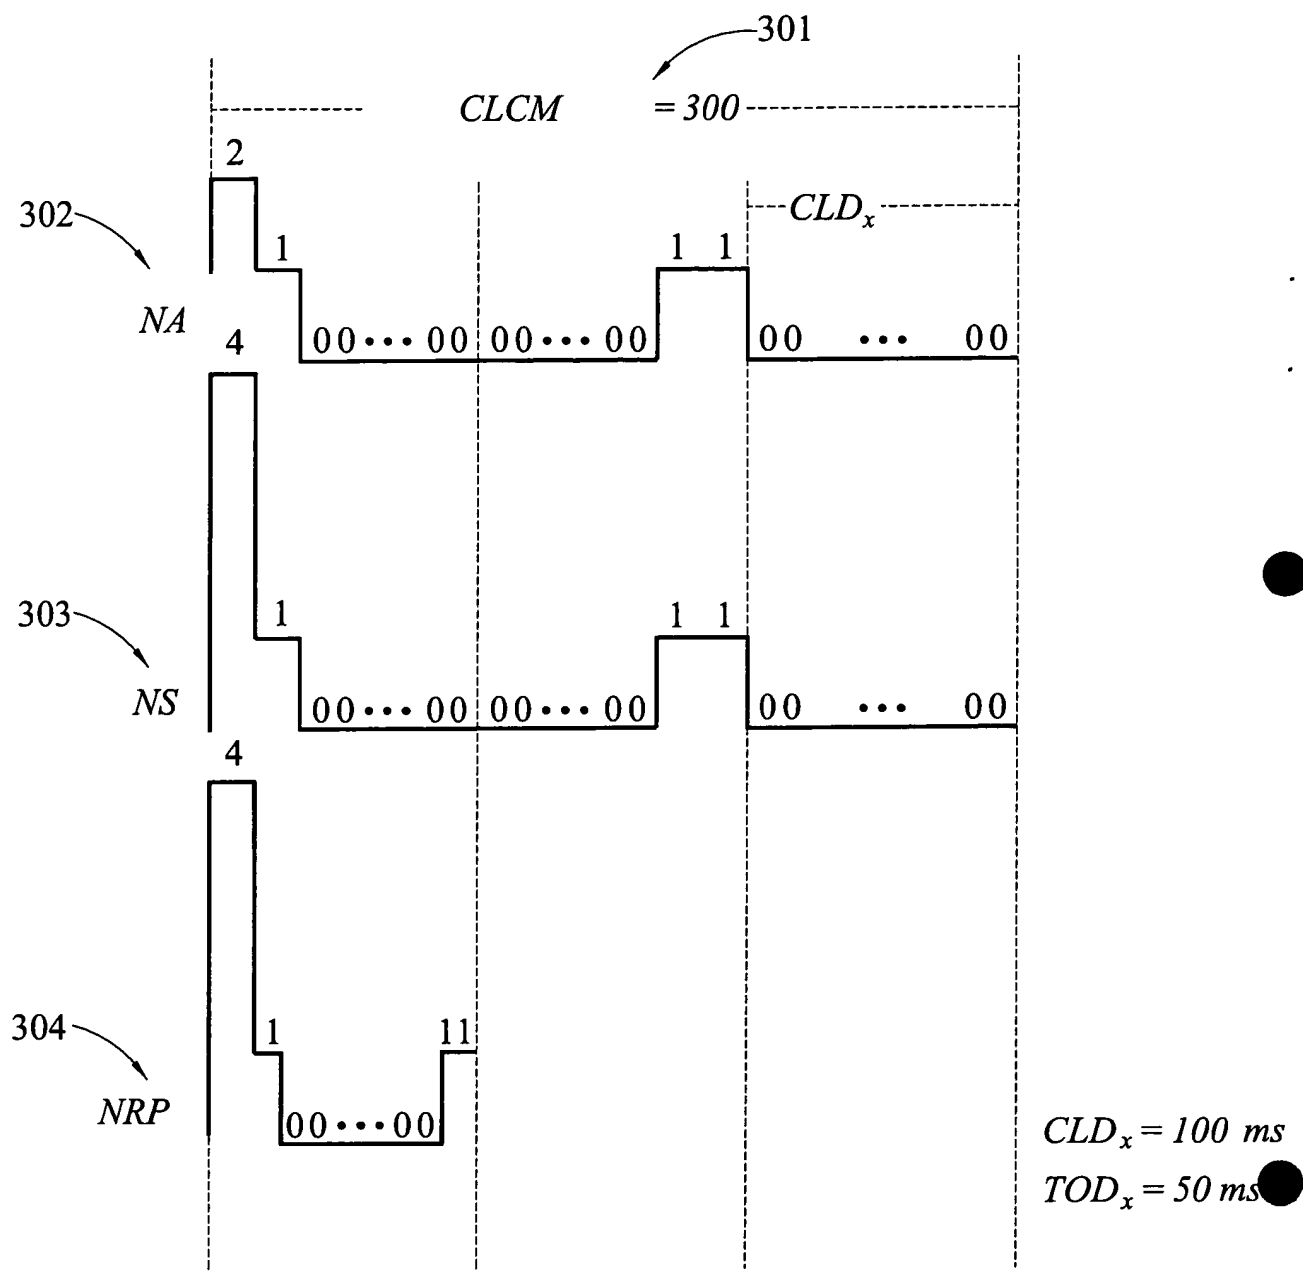 301
CLCM = 300
2
302
CLDx
1
1 1
NA
00•••00 00•••00 00 ••• 00
4
303
1
1 1
NS
00•••00 00•••00 00 ••• 00
4
304
1
11
NRP
00•••00
CLDx = 100 ms
TODx = 50 ms